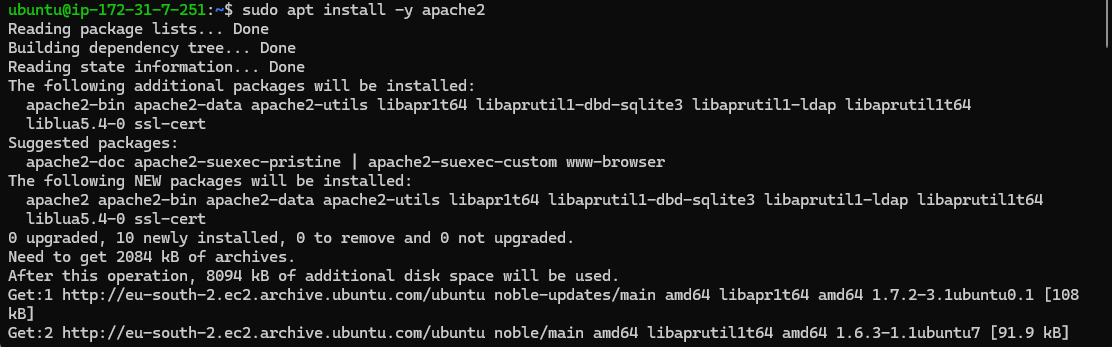 ubuntu@ip-172-31-7-251:~$ sudo apt install -y apache2
Reading package lists... Done
Building dependency tree... Done
Reading state information... Done
The following additional packages will be installed:
  apache2-bin apache2-data apache2-utils libapr1t64 libaprutil1-dbd-sqlite3 libaprutil1-ldap libaprutil1t64
  liblua5.4-0 ssl-cert
Suggested packages:
  apache2-doc apache2-suexec-pristine | apache2-suexec-custom www-browser
The following NEW packages will be installed:
  apache2 apache2-bin apache2-data apache2-utils libapr1t64 libaprutil1-dbd-sqlite3 libaprutil1-ldap libaprutil1t64
  liblua5.4-0 ssl-cert
0 upgraded, 10 newly installed, 0 to remove and 0 not upgraded.
Need to get 2084 kB of archives.
After this operation, 8094 kB of additional disk space will be used.
Get:1 http://eu-south-2.ec2.archive.ubuntu.com/ubuntu noble-updates/main amd64 libapr1t64 amd64 1.7.2-3.1ubuntu0.1 [108
kB]
Get:2 http://eu-south-2.ec2.archive.ubuntu.com/ubuntu noble/main amd64 libaprutil1t64 amd64 1.6.3-1.1ubuntu7 [91.9 kB]